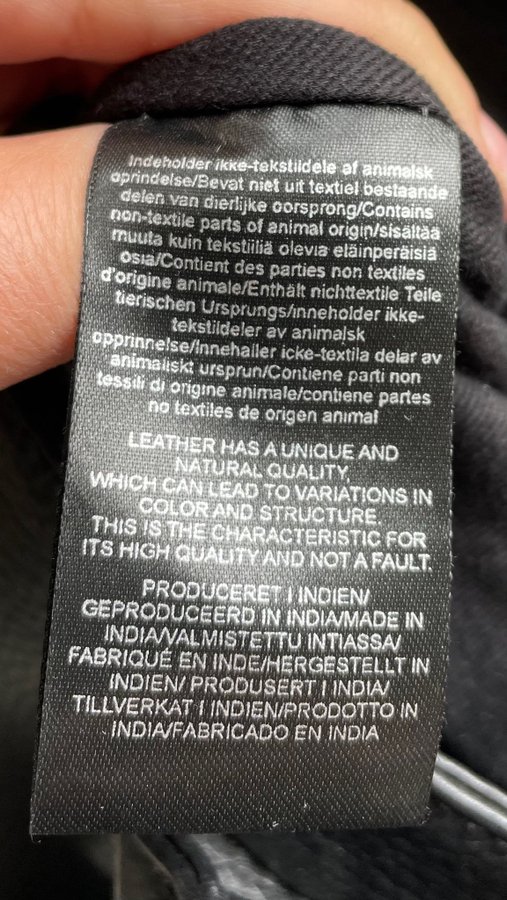 Indeholder ikke-tekstildele af animalsk
oprindelse/Bevat niet uit textiel bestaande
delen van dierlijke oorsprong/Contains
non-textile parts of animal origin/sisältää
muuta kuin tekstiiliä olevia eläinperäisiä
osia/Contient des parties non textiles
d'origine animale/Enthält nichttextile Teile
tierischen Ursprungs/inneholder ikke-
tekstildeler av animalsk
opprinnelse/Innehåller icke-textila delar av
animaliskt ursprun/Contiene parti non
tessili di origine animale/contiene partes
no textiles de origen animal
LEATHER HAS A UNIQUE AND
NATURAL QUALITY,
WHICH CAN LEAD TO VARIATIONS IN
COLOR AND STRUCTURE.
THIS IS THE CHARACTERISTIC FOR
ITS HIGH QUALITY AND NOT A FAULT.
PRODUCERET I INDIEN/
GEPRODUCEERD IN INDIA/MADE IN
INDIA/VALMISTETTU INTIASSA/
FABRIQUÉ EN INDE/HERGESTELLT IN
INDIEN/ PRODUSERT I INDIA/
TILLVERKAT I INDIEN/PRODOTTO IN
INDIA/FABRICADO EN INDIA